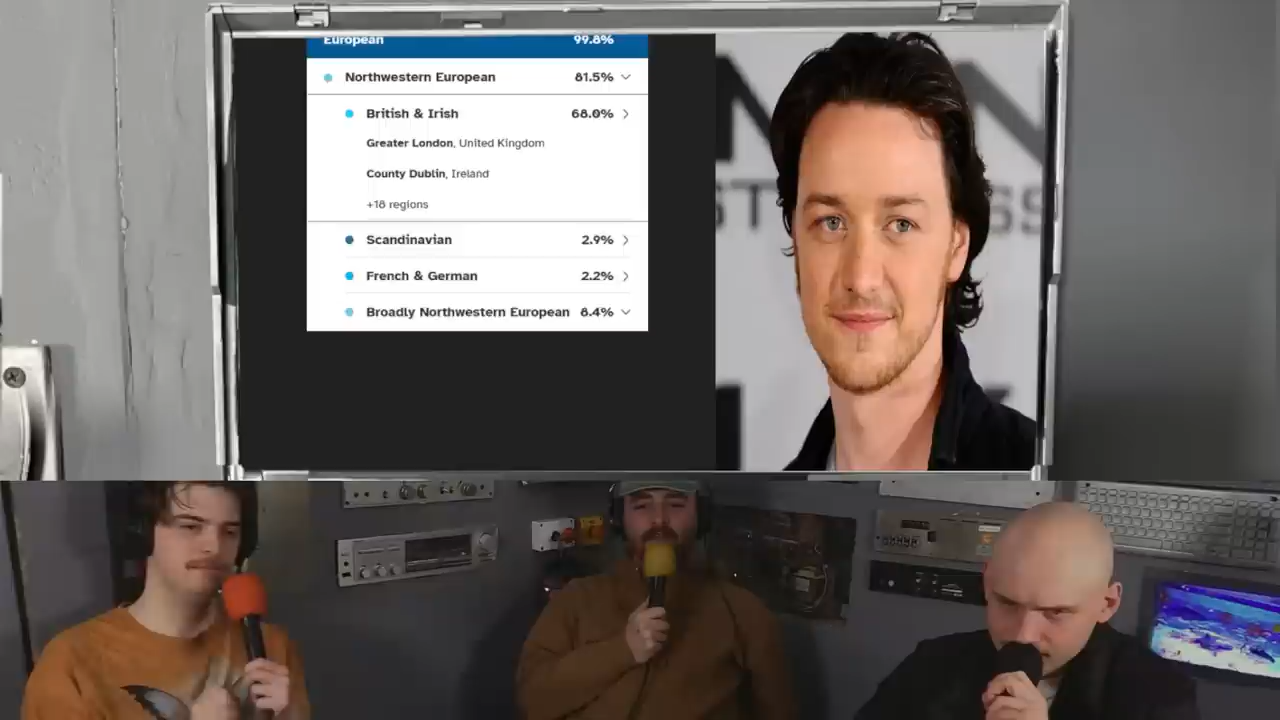 European 99.8%
Northwestern European 81.5%
British & Irish 68.0%
Greater London, United Kingdom
County Dublin, Ireland
+18 regions
Scandinavian 2.9%
French & German 2.2%
Broadly Northwestern European 8.4%